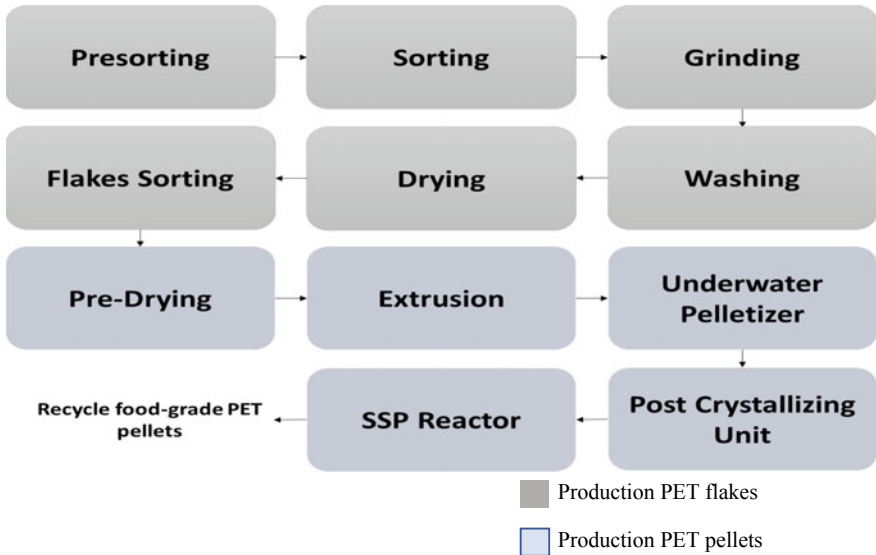 Presorting
Sorting
Grinding
Washing
Drying
Flakes Sorting
Pre-Drying
Extrusion
Underwater
Pelletizer
Post Crystallizing
Unit
SSP Reactor
Recycle food-grade PET
pellets
Production PET flakes
Production PET pellets